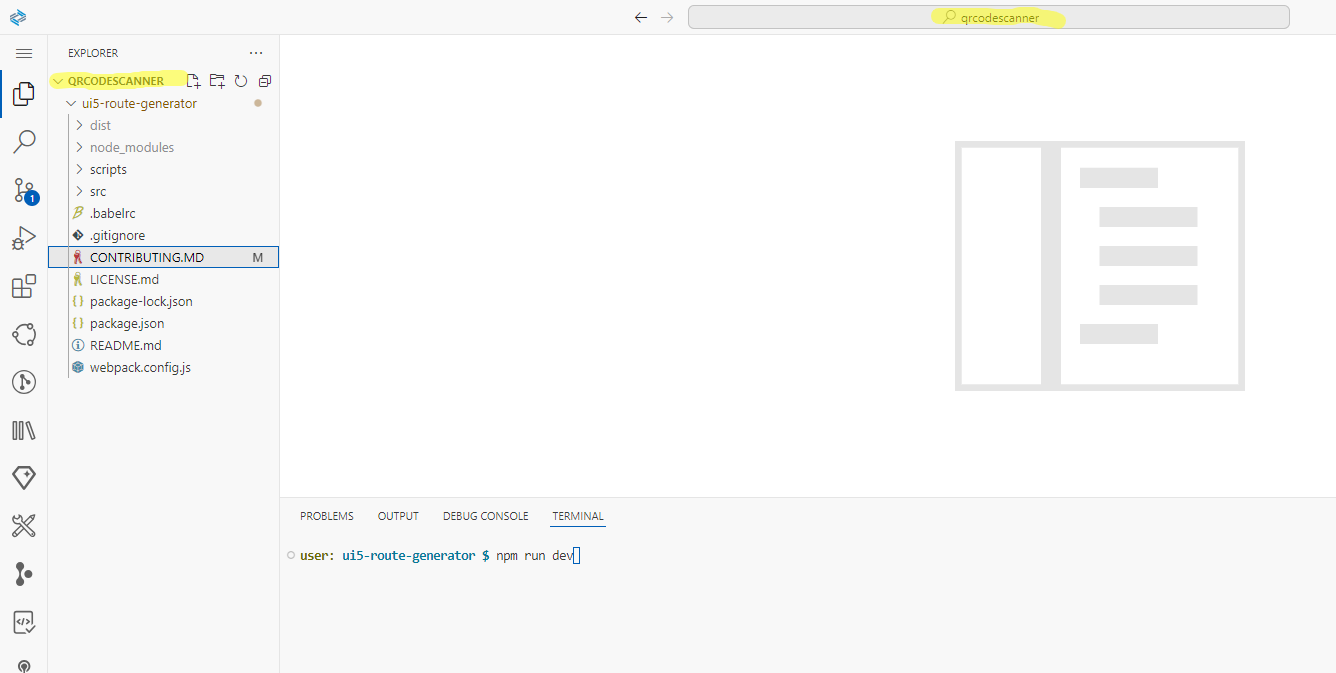 qrcodescanner
EXPLORER
QRCODESCANNER
ui5-route-generator
dist
node_modules
scripts
src
.babelrc
.gitignore
CONTRIBUTING.MD M
LICENSE.md
package-lock.json
package.json
README.md
webpack.config.js
1
PROBLEMS OUTPUT DEBUG CONSOLE TERMINAL
user: ui5-route-generator $ npm run dev